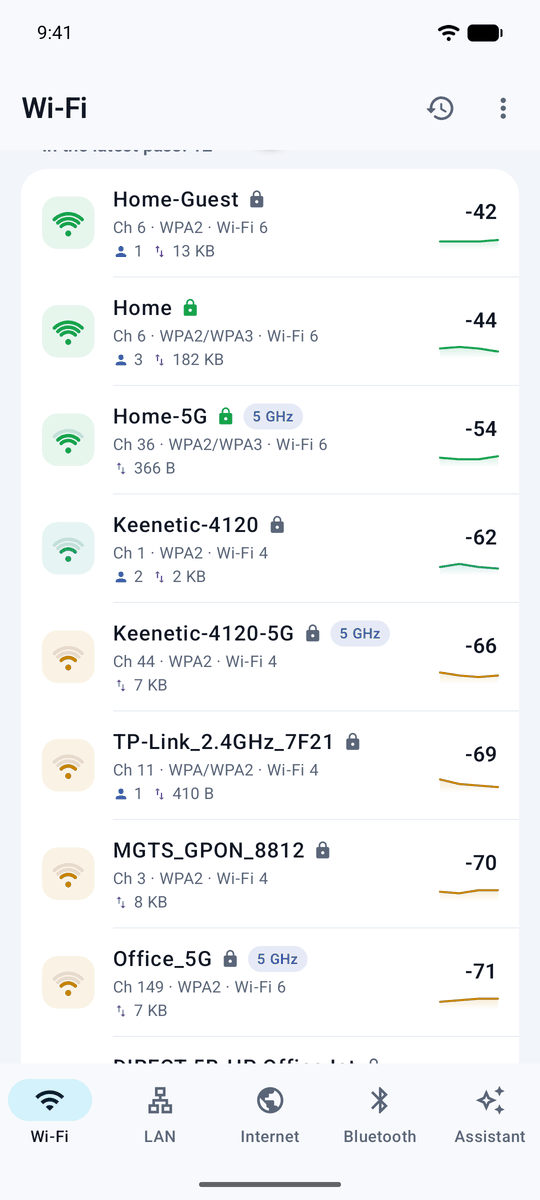 9:41
Wi-Fi
in the latest pass: 12
Home-Guest
Ch 6 · WPA2 · Wi-Fi 6
1 13 KB
-42
Home
Ch 6 · WPA2/WPA3 · Wi-Fi 6
3 182 KB
-44
Home-5G 5 GHz
Ch 36 · WPA2/WPA3 · Wi-Fi 6
366 B
-54
Keenetic-4120
Ch 1 · WPA2 · Wi-Fi 4
2 2 KB
-62
Keenetic-4120-5G 5 GHz
Ch 44 · WPA2 · Wi-Fi 4
7 KB
-66
TP-Link_2.4GHz_7F21
Ch 11 · WPA/WPA2 · Wi-Fi 4
1 410 B
-69
MGTS_GPON_8812
Ch 3 · WPA2 · Wi-Fi 4
8 KB
-70
Office_5G 5 GHz
Ch 149 · WPA2 · Wi-Fi 6
7 KB
-71
Wi-Fi
LAN
Internet
Bluetooth
Assistant